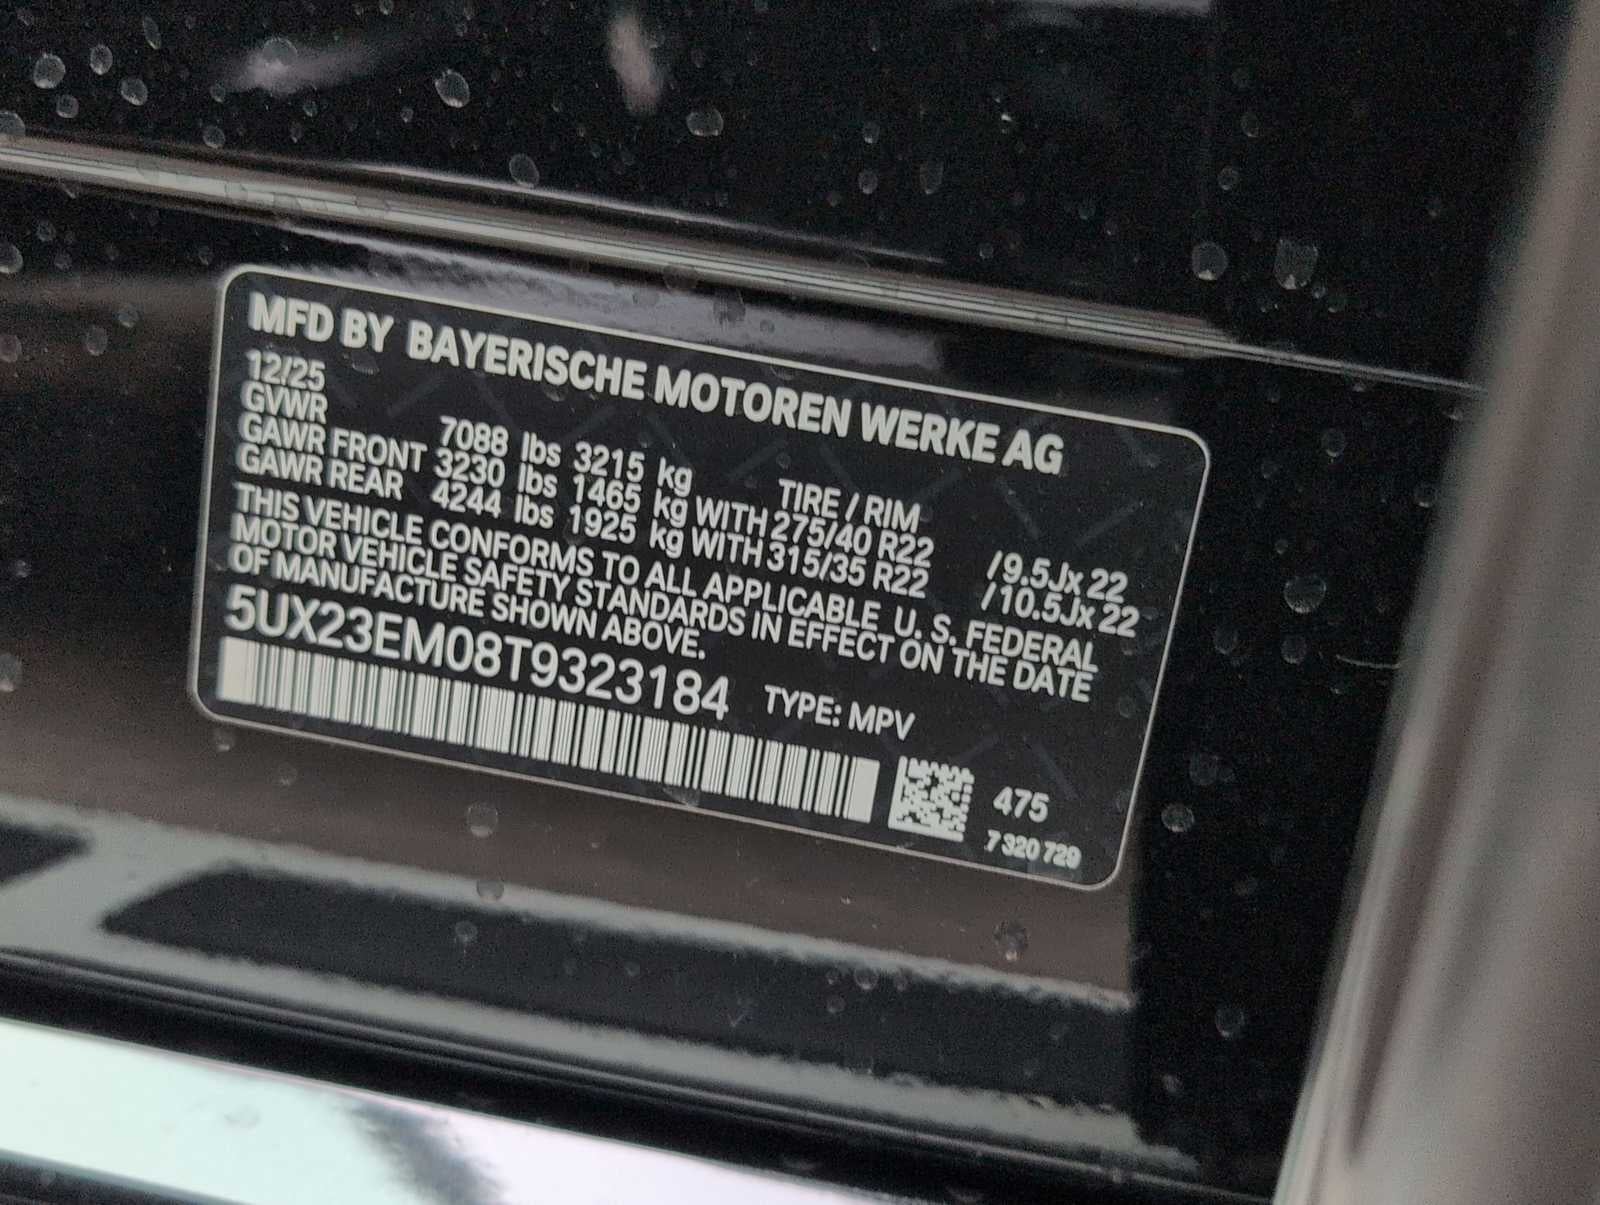 MFD BY BAYERISCHE MOTOREN WERKE AG
12/25
GVWR 7088 lbs 3215 kg TIRE / RIM
GAWR FRONT 3230 lbs 1465 kg WITH 275/40 R22 /9.5Jx 22
GAWR REAR 4244 lbs 1925 kg WITH 315/35 R22 /10.5Jx 22
THIS VEHICLE CONFORMS TO ALL APPLICABLE U. S. FEDERAL
MOTOR VEHICLE SAFETY STANDARDS IN EFFECT ON THE DATE
OF MANUFACTURE SHOWN ABOVE.
5UX23EM08T9323184 TYPE: MPV
475
7 320 729